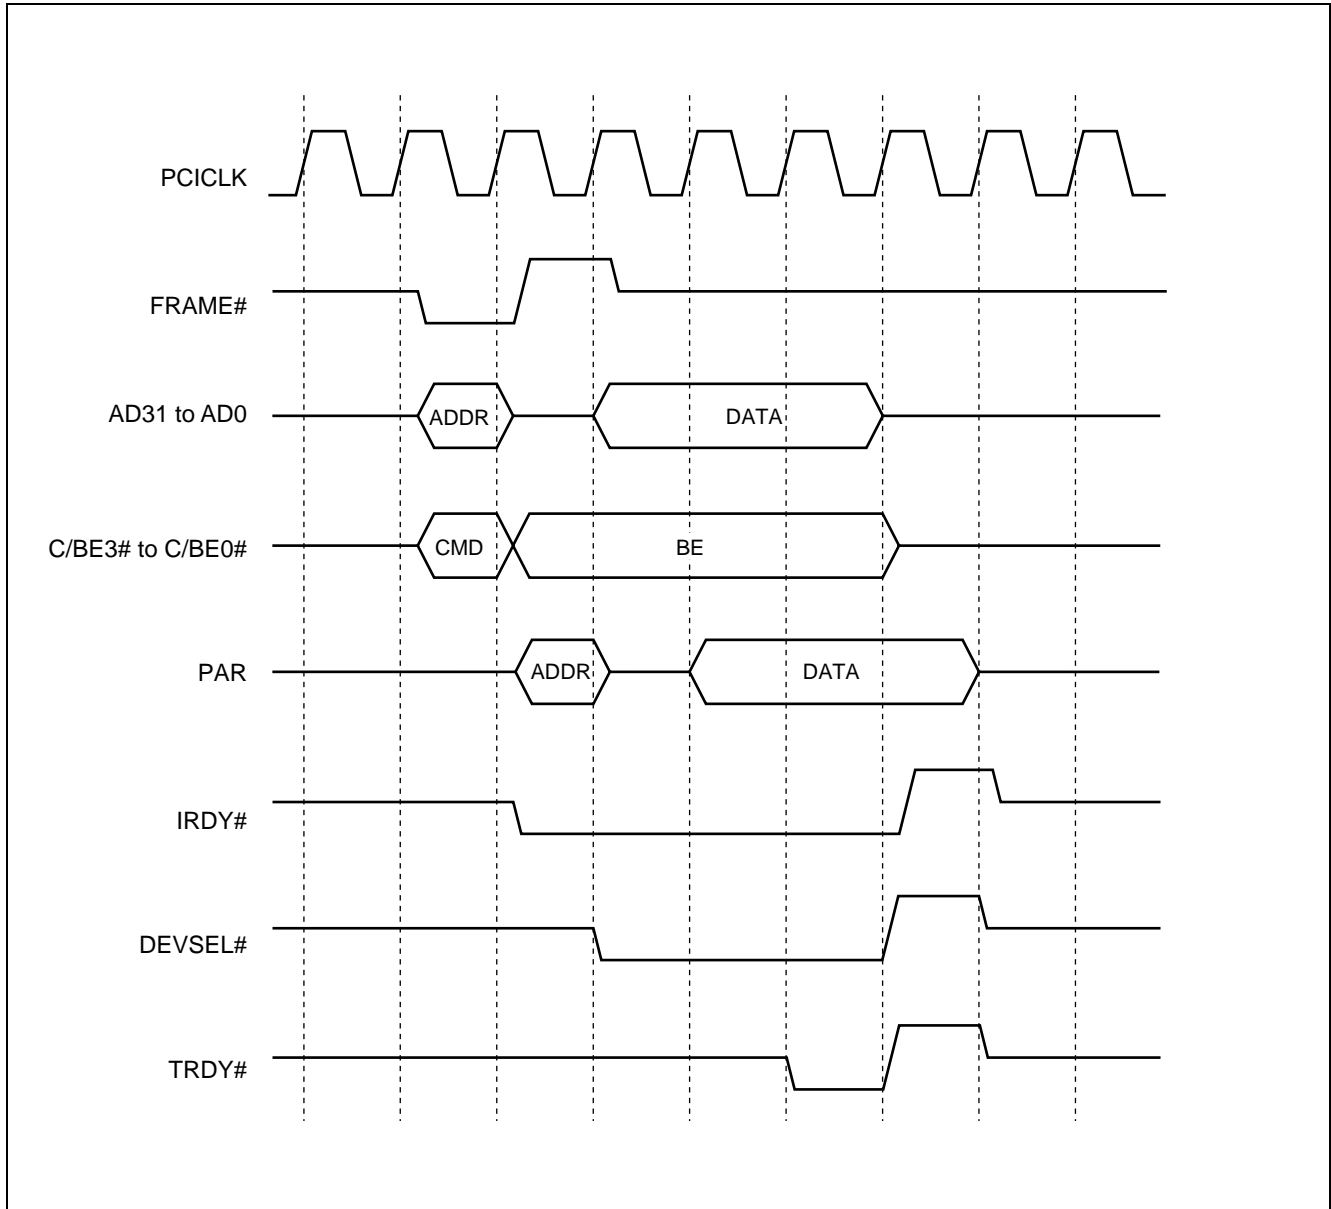 PCICLK
FRAME#
AD31 to AD0
ADDR
DATA
C/BE3# to C/BE0#
CMD
BE
PAR
ADDR
DATA
IRDY#
DEVSEL#
TRDY#